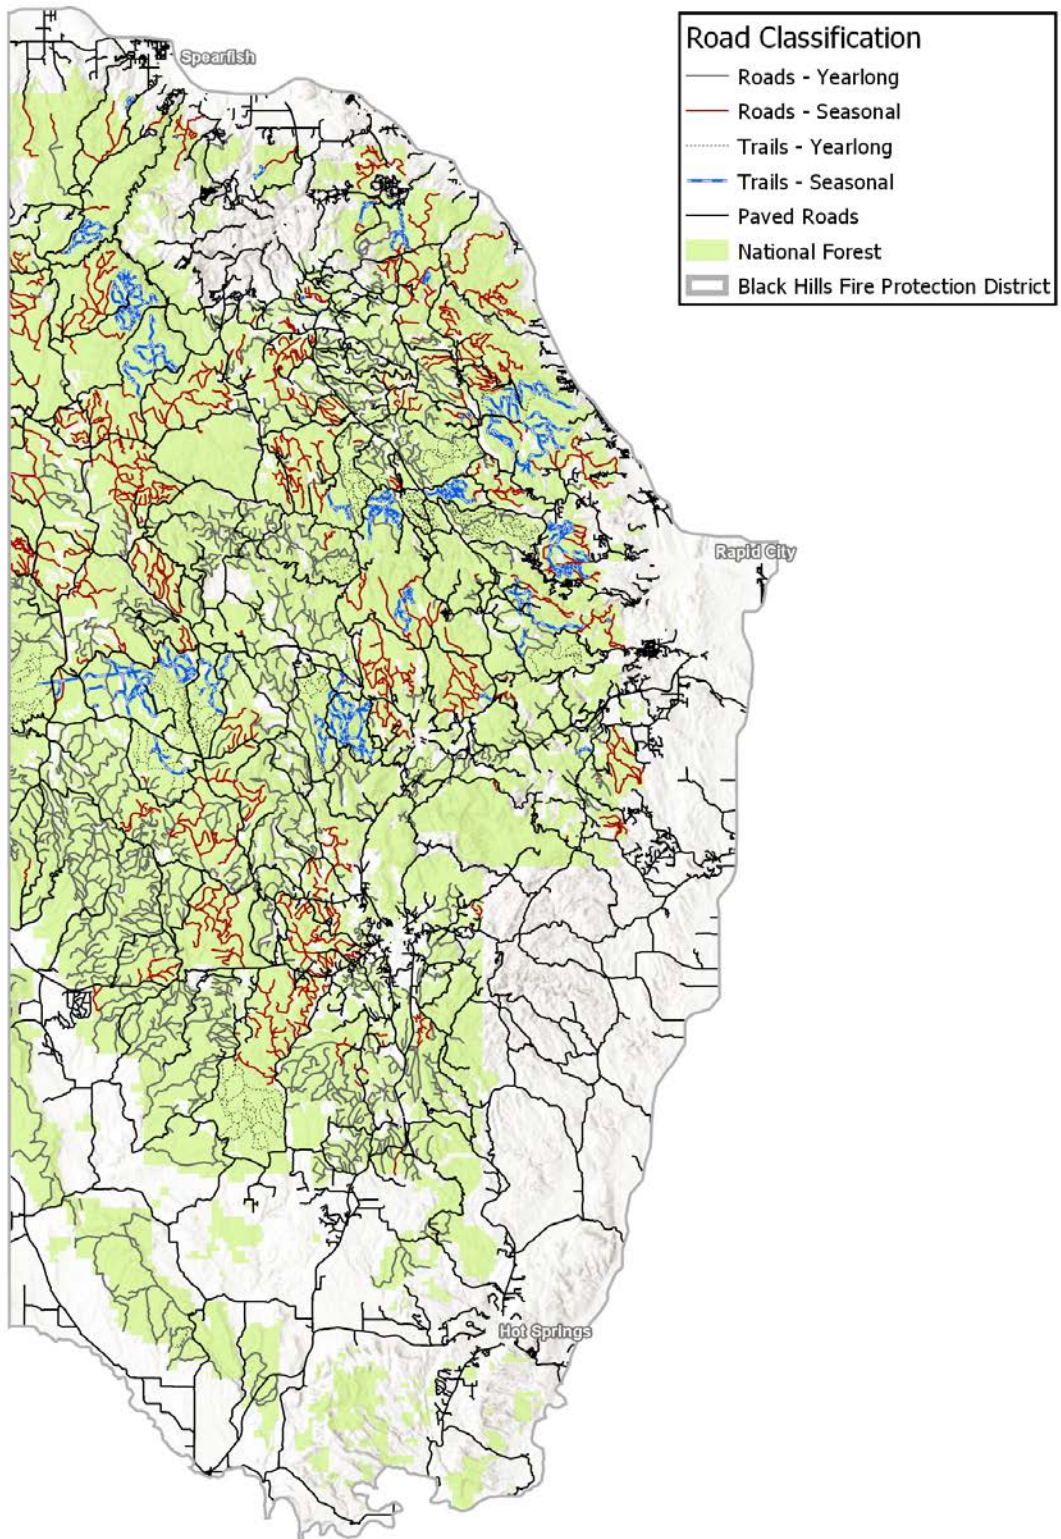 Road Classification
Roads - Yearlong
Roads - Seasonal
Trails - Yearlong
Trails - Seasonal
Paved Roads
National Forest
Black Hills Fire Protection District
Spearfish
Rapid City
Hot Springs